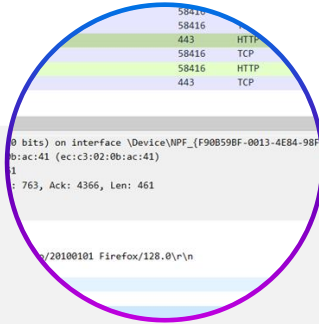 58416
58416
443 HTTP
58416 TCP
58416 HTTP
443 TCP
0 bits) on interface \Device\NPF_{F90B59BF-0013-4E84-98F
0b:ac:41 (ec:c3:02:0b:ac:41)
: 763, Ack: 4366, Len: 461
/20100101 Firefox/128.0\r\n